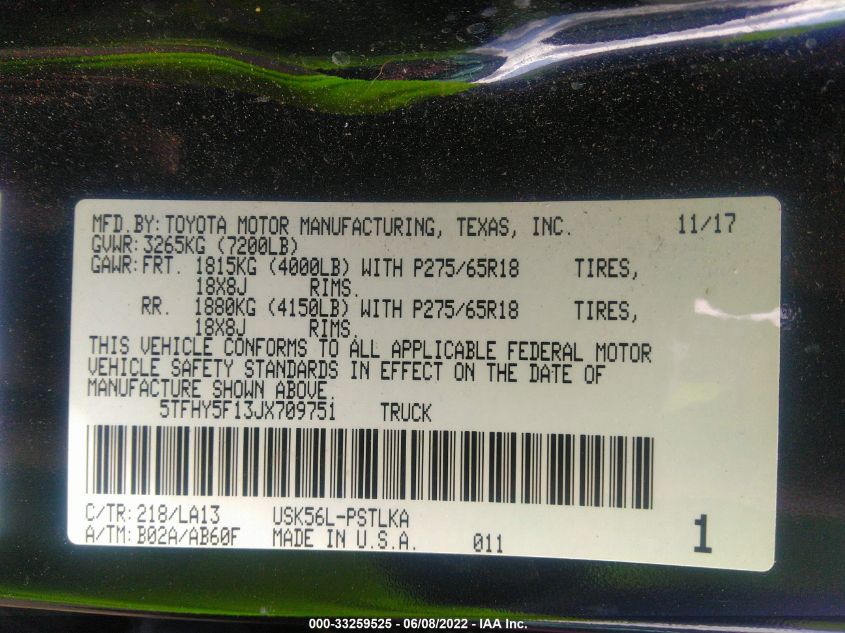 MFD.BY:TOYOTA MOTOR MANUFACTURING, TEXAS, INC. 11/17
GVWR:3265KG (7200LB)
GAWR:FRT. 1815KG (4000LB) WITH P275/65R18 TIRES,
18X8J RIMS.
RR. 1880KG (4150LB) WITH P275/65R18 TIRES,
18X8J RIMS.
THIS VEHICLE CONFORMS TO ALL APPLICABLE FEDERAL MOTOR
VEHICLE SAFETY STANDARDS IN EFFECT ON THE DATE OF
MANUFACTURE SHOWN ABOVE.
5TFHY5F13JX709751 TRUCK
C/TR:218/LA13 USK56L-PSTLKA
A/TM:B02A/AB60F MADE IN U.S.A. 011 1
000-33259525 - 06/08/2022 - IAA Inc.